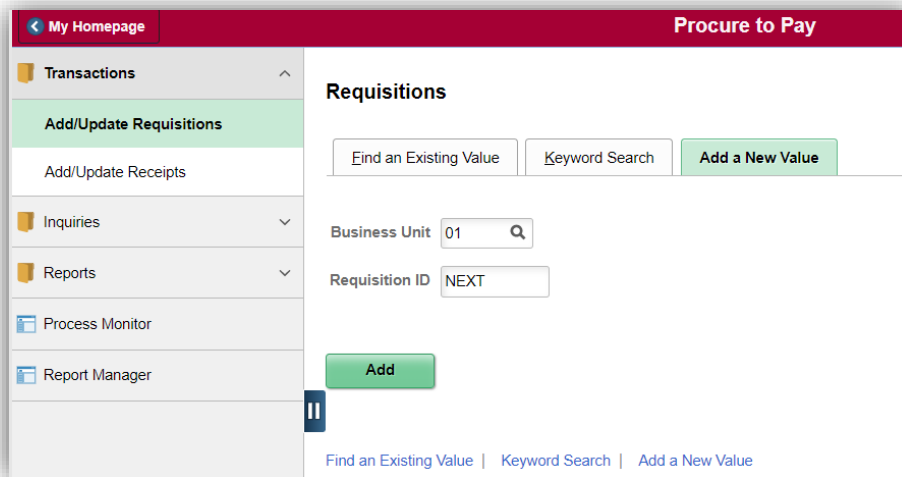 My Homepage
Procure to Pay
Transactions
Add/Update Requisitions
Add/Update Receipts
Inquiries
Reports
Process Monitor
Report Manager
Requisitions
Find an Existing Value
Keyword Search
Add a New Value
Business Unit 01
Requisition ID NEXT
Add
Find an Existing Value | Keyword Search | Add a New Value